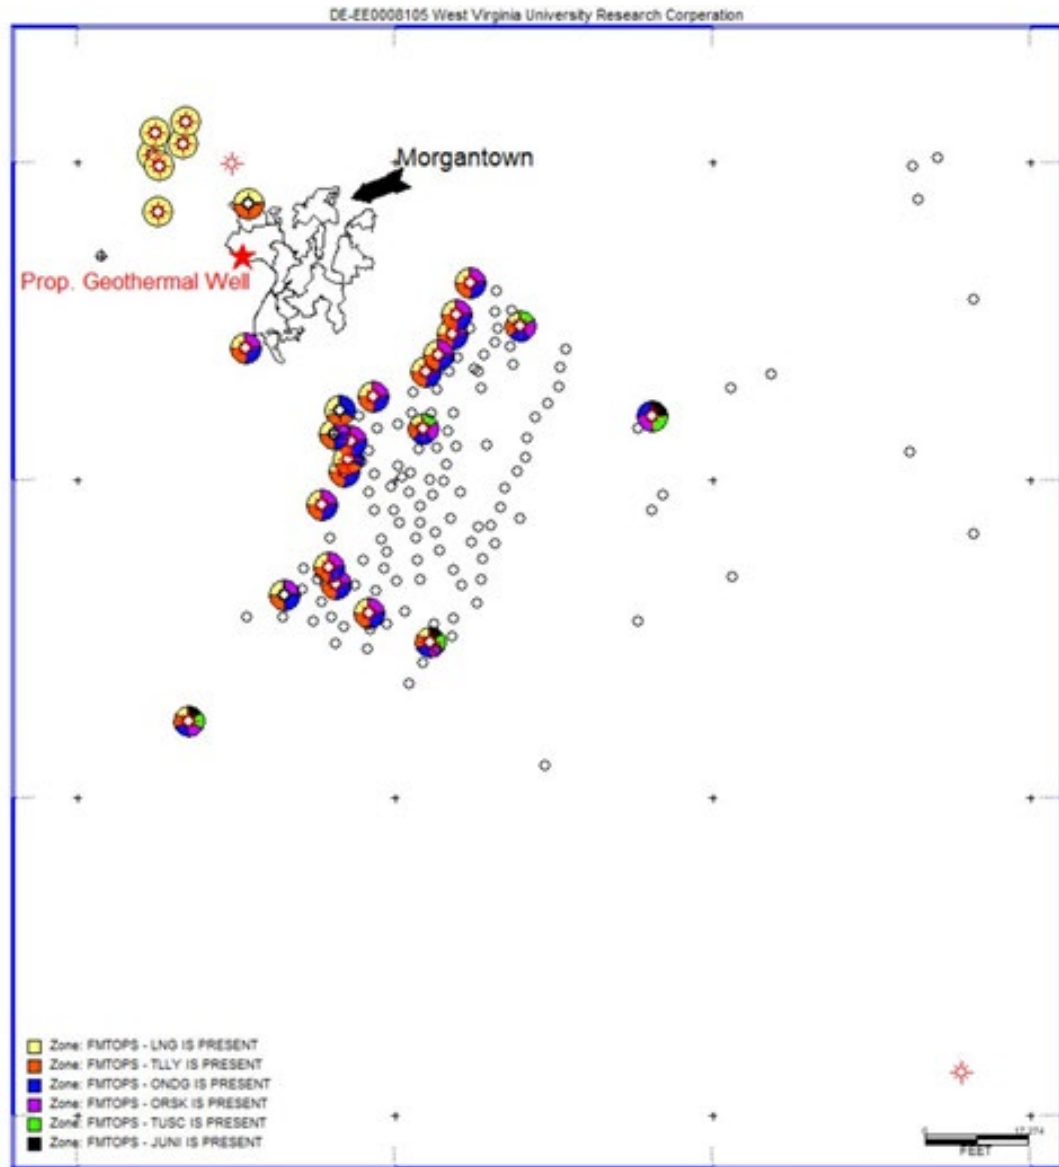 DE-EE0008105 West Virginia University Research Corperation
Morgantown
Prop. Geothermal Well
Zone: FMTOPS - LNG IS PRESENT
Zone: FMTOPS - TLLY IS PRESENT
Zone: FMTOPS - ONDG IS PRESENT
Zone: FMTOPS - ORSK IS PRESENT
Zone: FMTOPS - TUSC IS PRESENT
Zone: FMTOPS - JUNI IS PRESENT
0
FEET